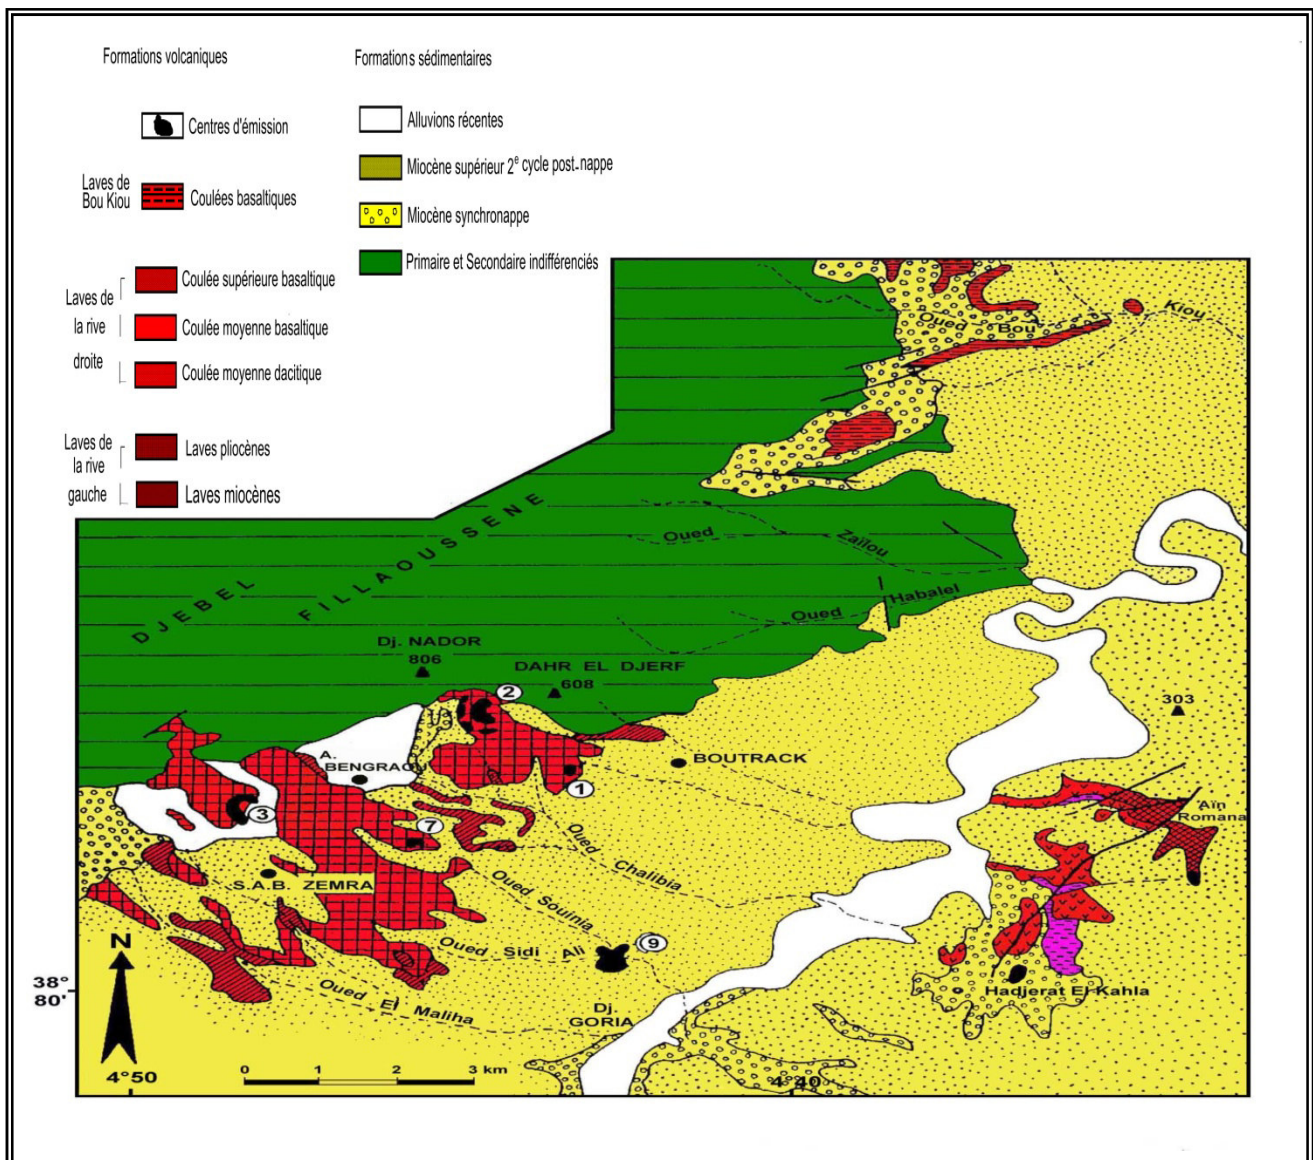 Formations volcaniques
Formations sédimentaires
Centres d'émission
Alluvions récentes
Miocène supérieur 2e cycle post-nappe
Laves de
Bou Kiou
Coulées basaltiques
Miocène synchronappe
Primaire et Secondaire indifférenciés
Coulée supérieure basaltique
Laves de
la rive
droite
Coulée moyenne basaltique
Coulée moyenne dacitique
Laves de
la rive
gauche
Laves pliocènes
Laves miocènes
Oued Bou Kiou
DJEBEL FILLAOUSSENE
Oued Zaïlou
Oued Habalel
Dj. NADOR
806
DAHR EL DJERF
608
2
303
A.
BENGRAOU
BOUTRACK
1
3
7
Aïn
Romana
Oued Chalibia
S.A.B. ZEMRA
Oued Souinia
Oued Sidi Ali
9
N
Oued El Maliha
Dj.
GORIA
Hadjerat El Kahla
38°
80'
0 1 2 3 km
4°50
4°40